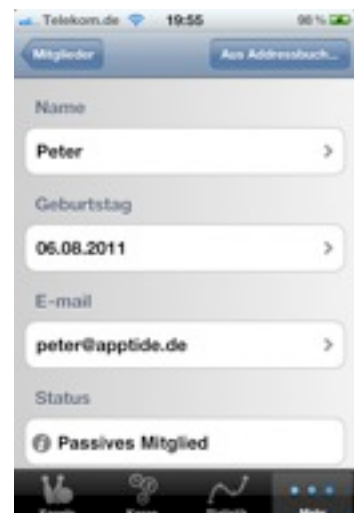 Telekom.de 19:55 98 %
Mitglieder Aus Addressbuch...
Name
Peter
Geburtstag
06.08.2011
E-mail
peter@apptide.de
Status
Passives Mitglied
Statistik Mehr